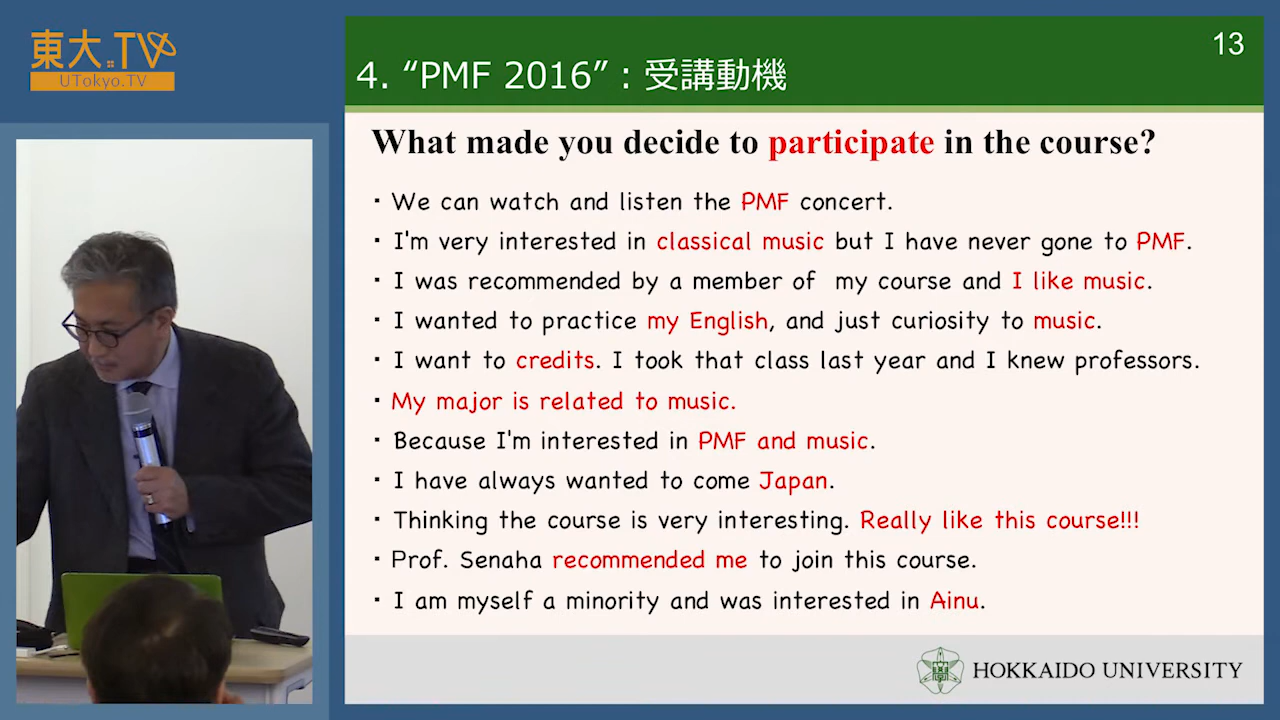 東大.TV
UTokyo.TV
13
4. “PMF 2016”：受講動機
What made you decide to participate in the course?
・We can watch and listen the PMF concert.
・I'm very interested in classical music but I have never gone to PMF.
・I was recommended by a member of my course and I like music.
・I wanted to practice my English, and just curiosity to music.
・I want to credits. I took that class last year and I knew professors.
・My major is related to music.
・Because I'm interested in PMF and music.
・I have always wanted to come Japan.
・Thinking the course is very interesting. Really like this course!!!
・Prof. Senaha recommended me to join this course.
・I am myself a minority and was interested in Ainu.
HOKKAIDO UNIVERSITY